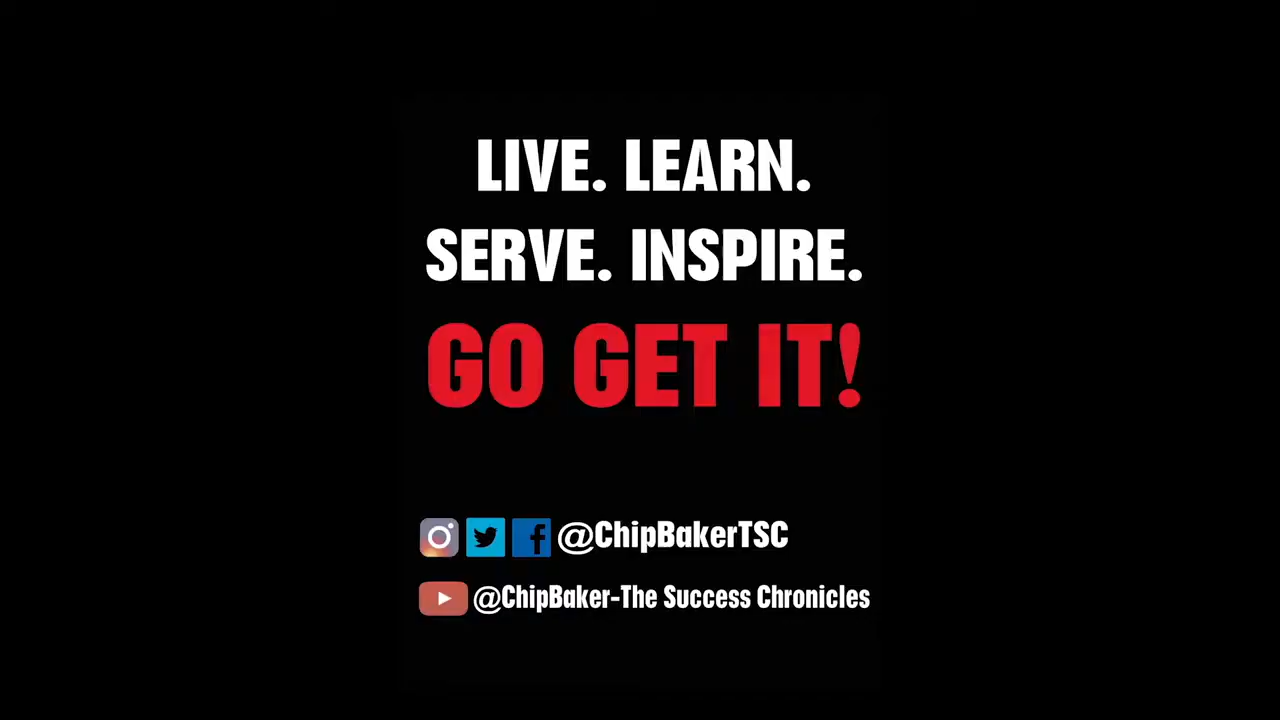 LIVE. LEARN.
SERVE. INSPIRE.
GO GET IT!
@ChipBakerTSC
@ChipBaker-The Success Chronicles